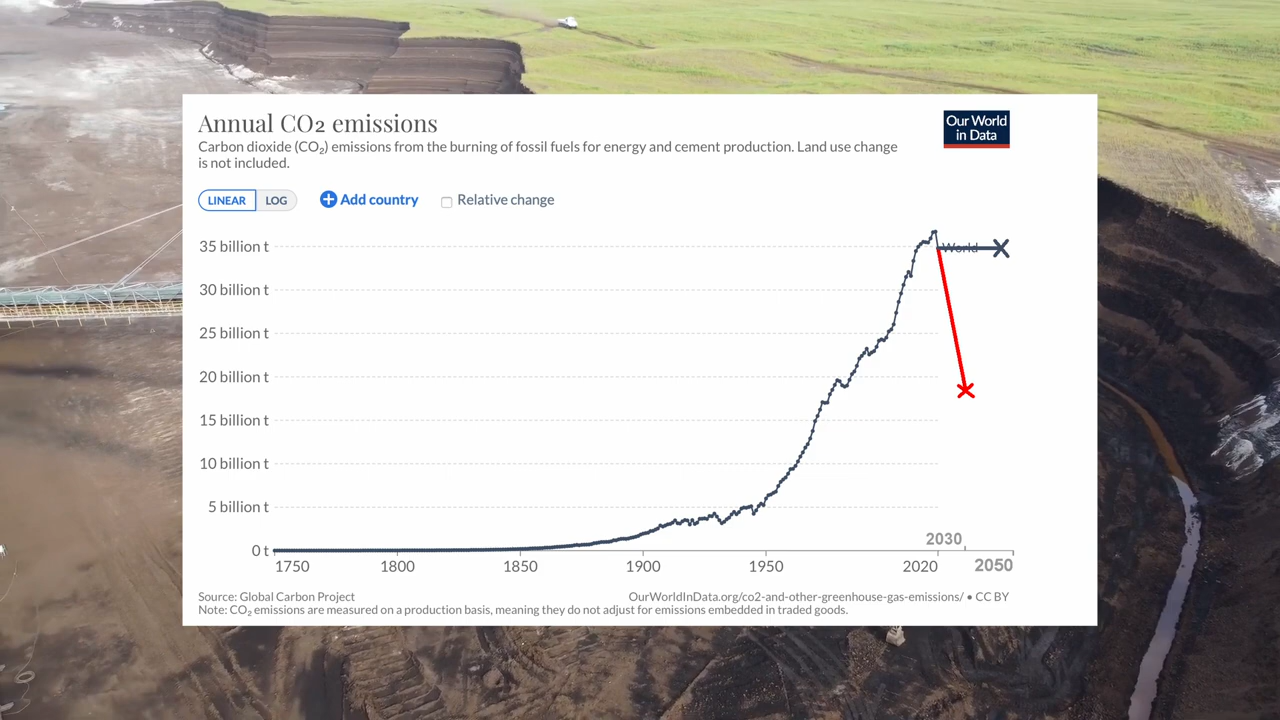 Annual CO₂ emissions
Our World
in Data
Carbon dioxide (CO₂) emissions from the burning of fossil fuels for energy and cement production. Land use change
is not included.
LINEAR LOG
Add country
Relative change
35 billion t
World
30 billion t
25 billion t
20 billion t
15 billion t
10 billion t
5 billion t
0 t
2030
1750 1800 1850 1900 1950 2020 2050
Source: Global Carbon Project
OurWorldInData.org/co2-and-other-greenhouse-gas-emissions/ • CC BY
Note: CO₂ emissions are measured on a production basis, meaning they do not adjust for emissions embedded in traded goods.